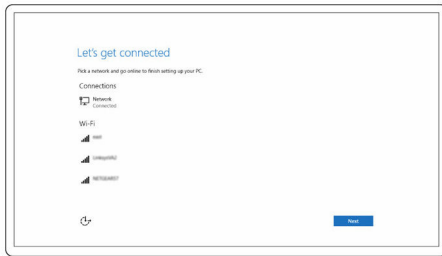 Let's get connected
Pick a network and go online to finish setting up your PC.
Connections
Network
Connected
Wi-Fi
Next